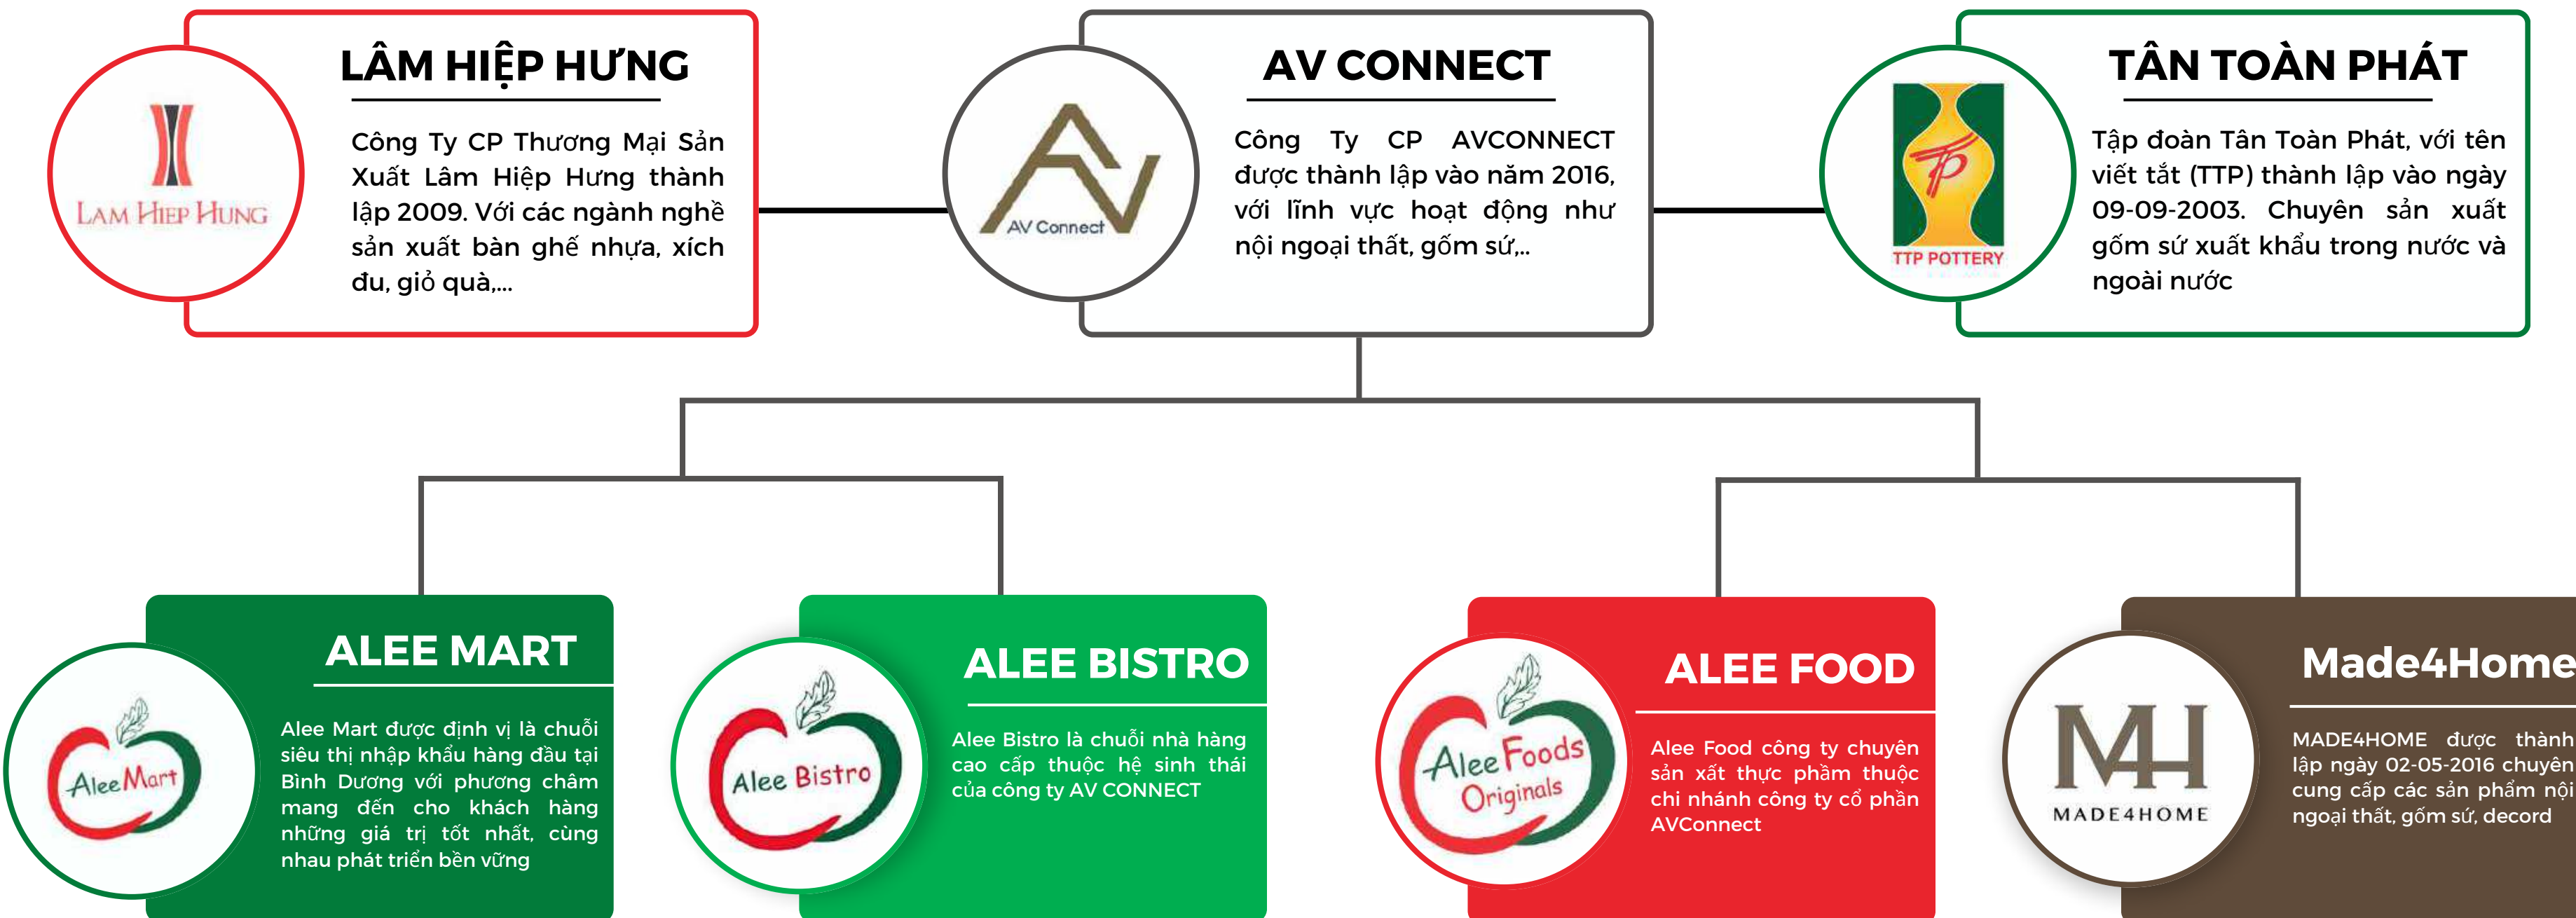 LÂM HIỆP HƯNG
LAM HIEP HUNG
Công Ty CP Thương Mại Sản
Xuất Lâm Hiệp Hưng thành
lập 2009. Với các ngành nghề
sản xuất bàn ghế nhựa, xích
đu, giỏ quà,...
AV CONNECT
AV Connect
Công Ty CP AVCONNECT
được thành lập vào năm 2016,
với lĩnh vực hoạt động như
nội ngoại thất, gốm sứ,..
TÂN TOÀN PHÁT
TTP POTTERY
Tập đoàn Tân Toàn Phát, với tên
viết tắt (TTP) thành lập vào ngày
09-09-2003. Chuyên sản xuất
gốm sứ xuất khẩu trong nước và
ngoài nước
ALEE MART
Alee Mart
Alee Mart được định vị là chuỗi
siêu thị nhập khẩu hàng đầu tại
Bình Dương với phương châm
mang đến cho khách hàng
những giá trị tốt nhất, cùng
nhau phát triển bền vững
ALEE BISTRO
Alee Bistro
Alee Bistro là chuỗi nhà hàng
cao cấp thuộc hệ sinh thái
của công ty AV CONNECT
ALEE FOOD
Alee Foods
Originals
Alee Food công ty chuyên
sản xất thực phầm thuộc
chi nhánh công ty cổ phần
AVConnect
Made4Home
M4H
MADE4HOME
MADE4HOME được thành
lập ngày 02-05-2016 chuyên
cung cấp các sản phẩm nội
ngoại thất, gốm sứ, decord